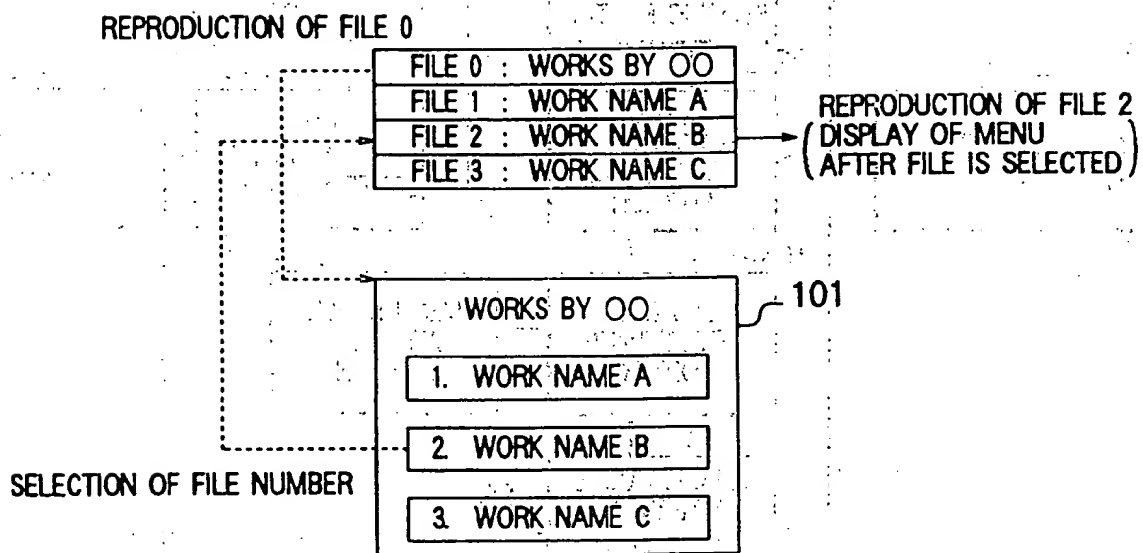 REPRODUCTION OF FILE 0
FILE 0 : WORKS BY ○○
FILE 1 : WORK NAME A
FILE 2 : WORK NAME B
FILE 3 : WORK NAME C
REPRODUCTION OF FILE 2
(DISPLAY OF MENU
AFTER FILE IS SELECTED)
WORKS BY ○○
101
1. WORK NAME A
2. WORK NAME B
SELECTION OF FILE NUMBER
3. WORK NAME C